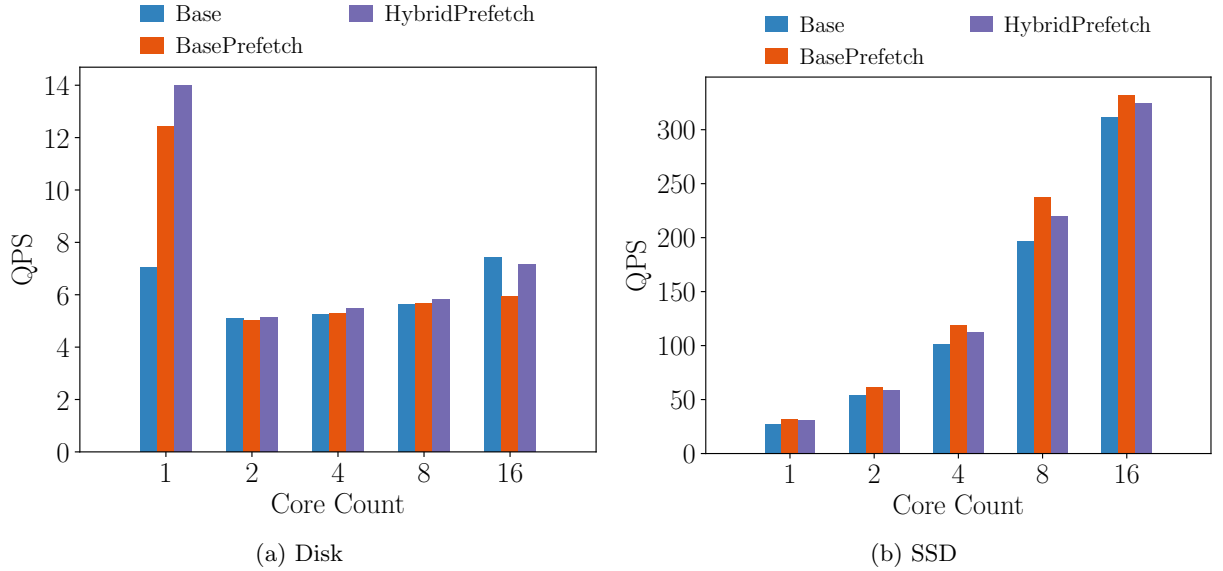 Base
BasePrefetch
HybridPrefetch
14
12
10
8
6
4
2
0
QPS
1 2 4 8 16
Core Count
(a) Disk
Base
BasePrefetch
HybridPrefetch
300
250
200
150
100
50
0
QPS
1 2 4 8 16
Core Count
(b) SSD